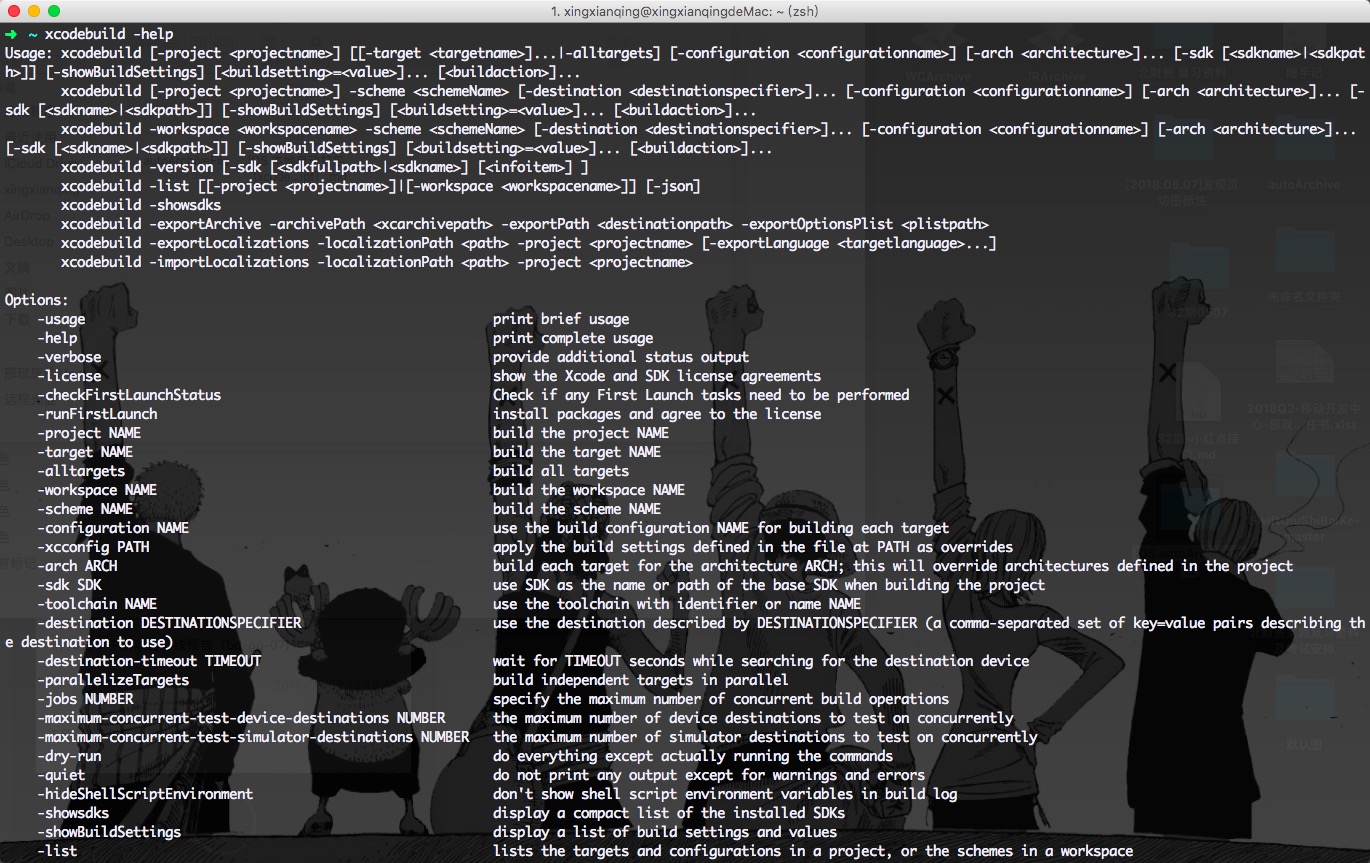 1. xingxianqing@xingxianqingdeMac: ~ (zsh)
➜ ~ xcodebuild -help
Usage: xcodebuild [-project <projectname>] [[-target <targetname>]...|-alltargets] [-configuration <configurationname>] [-arch <architecture>]... [-sdk [<sdkname>|<sdkpat
h>]] [-showBuildSettings] [<buildsetting>=<value>]... [<buildaction>]...
xcodebuild [-project <projectname>] -scheme <schemeName> [-destination <destinationspecifier>]... [-configuration <configurationname>] [-arch <architecture>]... [-
sdk [<sdkname>|<sdkpath>]] [-showBuildSettings] [<buildsetting>=<value>]... [<buildaction>]...
xcodebuild -workspace <workspacename> -scheme <schemeName> [-destination <destinationspecifier>]... [-configuration <configurationname>] [-arch <architecture>]...
[-sdk [<sdkname>|<sdkpath>]] [-showBuildSettings] [<buildsetting>=<value>]... [<buildaction>]...
xcodebuild -version [-sdk [<sdkfullpath>|<sdkname>] [<infoitem>] ]
xcodebuild -list [[-project <projectname>]|[-workspace <workspacename>]] [-json]
xcodebuild -showsdks
xcodebuild -exportArchive -archivePath <xcarchivepath> -exportPath <destinationpath> -exportOptionsPlist <plistpath>
xcodebuild -exportLocalizations -localizationPath <path> -project <projectname> [-exportLanguage <targetlanguage>...]
xcodebuild -importLocalizations -localizationPath <path> -project <projectname>
Options:
-usage print brief usage
-help print complete usage
-verbose provide additional status output
-license show the Xcode and SDK license agreements
-checkFirstLaunchStatus Check if any First Launch tasks need to be performed
-runFirstLaunch install packages and agree to the license
-project NAME build the project NAME
-target NAME build the target NAME
-alltargets build all targets
-workspace NAME build the workspace NAME
-scheme NAME build the scheme NAME
-configuration NAME use the build configuration NAME for building each target
-xcconfig PATH apply the build settings defined in the file at PATH as overrides
-arch ARCH build each target for the architecture ARCH; this will override architectures defined in the project
-sdk SDK use SDK as the name or path of the base SDK when building the project
-toolchain NAME use the toolchain with identifier or name NAME
-destination DESTINATIONSPECIFIER use the destination described by DESTINATIONSPECIFIER (a comma-separated set of key=value pairs describing th
e destination to use)
-destination-timeout TIMEOUT wait for TIMEOUT seconds while searching for the destination device
-parallelizeTargets build independent targets in parallel
-jobs NUMBER specify the maximum number of concurrent build operations
-maximum-concurrent-test-device-destinations NUMBER the maximum number of device destinations to test on concurrently
-maximum-concurrent-test-simulator-destinations NUMBER the maximum number of simulator destinations to test on concurrently
-dry-run do everything except actually running the commands
-quiet do not print any output except for warnings and errors
-hideShellScriptEnvironment don't show shell script environment variables in build log
-showsdks display a compact list of the installed SDKs
-showBuildSettings display a list of build settings and values
-list lists the targets and configurations in a project, or the schemes in a workspace